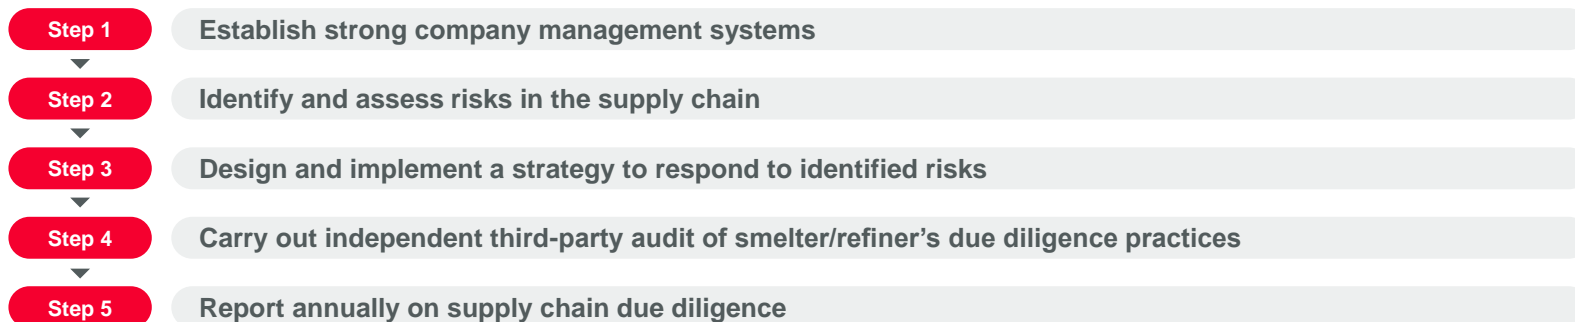 Step 1 Establish strong company management systems
Step 2 Identify and assess risks in the supply chain
Step 3 Design and implement a strategy to respond to identified risks
Step 4 Carry out independent third-party audit of smelter/refiner’s due diligence practices
Step 5 Report annually on supply chain due diligence